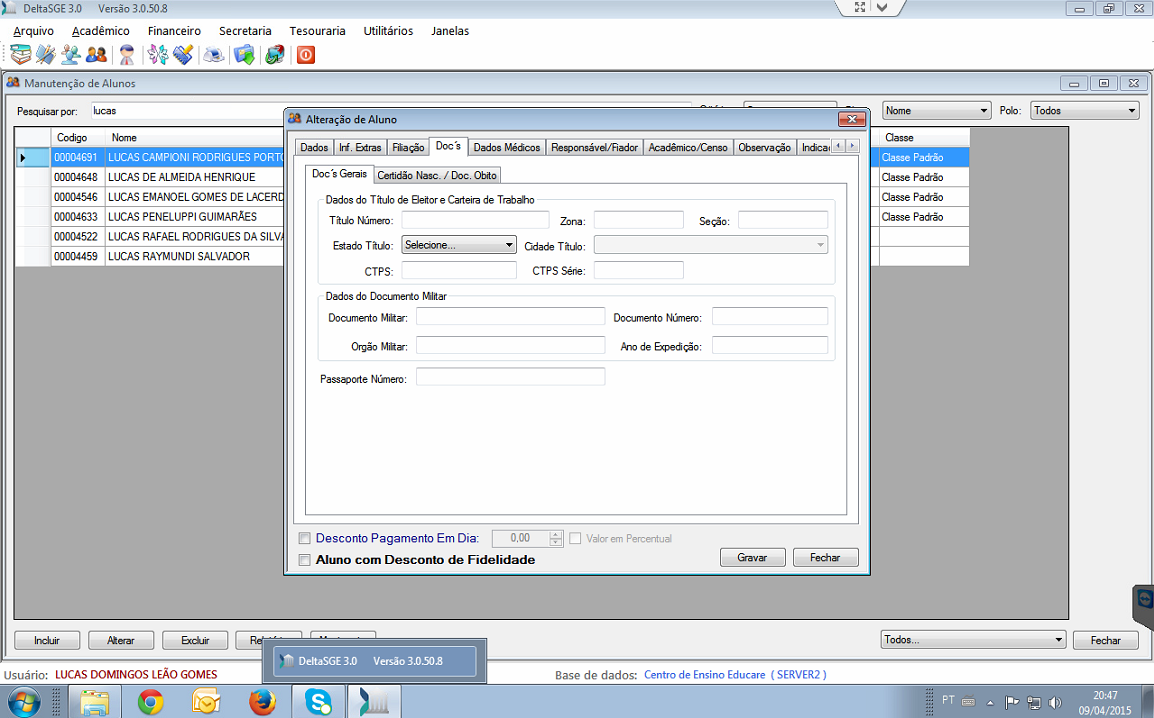 DeltaSGE 3.0 Versão 3.0.50.8
Arquivo Acadêmico Financeiro Secretaria Tesouraria Utilitários Janelas
Manutenção de Alunos
Pesquisar por: lucas Nome Polo: Todos
Codigo Nome Classe
00004691 LUCAS CAMPIONI RODRIGUES PORTO Classe Padrão
00004648 LUCAS DE ALMEIDA HENRIQUE Classe Padrão
00004546 LUCAS EMANOEL GOMES DE LACERD Classe Padrão
00004633 LUCAS PENELUPPI GUIMARÃES Classe Padrão
00004522 LUCAS RAFAEL RODRIGUES DA SILVA
00004459 LUCAS RAYMUNDI SALVADOR
Alteração de Aluno
Dados Inf. Extras Filiação Doc´s Dados Médicos Responsável/Rador Acadêmico/Censo Observação Indica
Doc´s Gerais Certidão Nasc. / Doc. Obito
Dados do Título de Eleitor e Carteira de Trabalho
Título Número: Zona: Seção:
Estado Título: Selecione... Cidade Título:
CTPS: CTPS Série:
Dados do Documento Militar
Documento Militar: Documento Número:
Orgão Militar: Ano de Expedição:
Passaporte Número:
Desconto Pagamento Em Dia: 0,00 Valor em Percentual
Aluno com Desconto de Fidelidade
Gravar Fechar
Incluir Alterar Excluir Todos... Fechar
DeltaSGE 3.0 Versão 3.0.50.8
Usuário: LUCAS DOMINGOS LEÃO GOMES Base de dados: Centro de Ensino Educare ( SERVER2 )
PT 20:47
09/04/2015